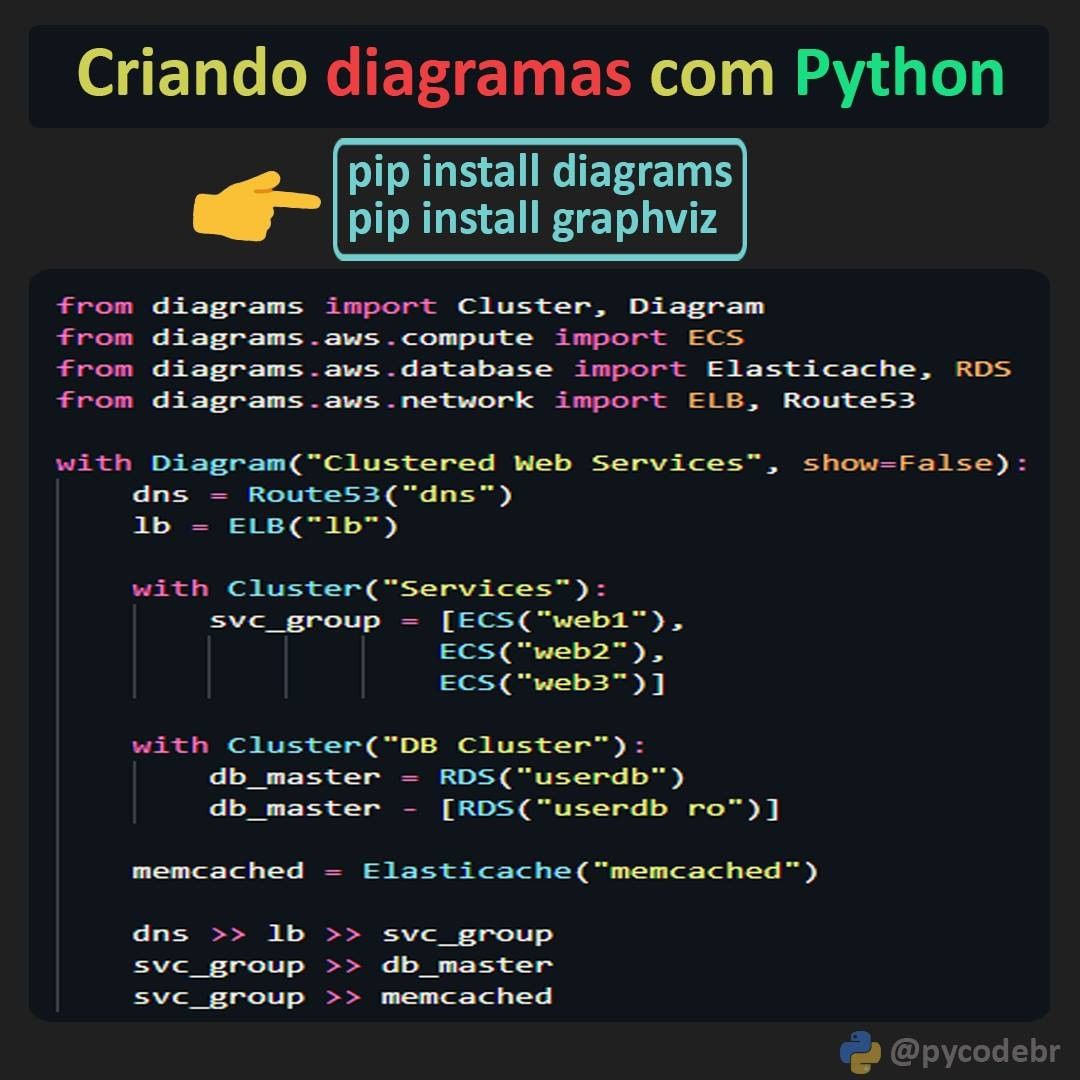 Criando diagramas com Python
pip install diagrams
pip install graphviz
from diagrams import Cluster, Diagram
from diagrams.aws.compute import ECS
from diagrams.aws.database import Elasticache, RDS
from diagrams.aws.network import ELB, Route53
with Diagram("Clustered Web Services", show=False):
    dns = Route53("dns")
    lb = ELB("lb")
    with Cluster("Services"):
        svc_group = [ECS("web1"),
                    ECS("web2"),
                    ECS("web3")]
    with Cluster("DB Cluster"):
        db_master = RDS("userdb")
        db_master - [RDS("userdb ro")]
    memcached = Elasticache("memcached")
    dns >> lb >> svc_group
    svc_group >> db_master
    svc_group >> memcached
@pycodebr